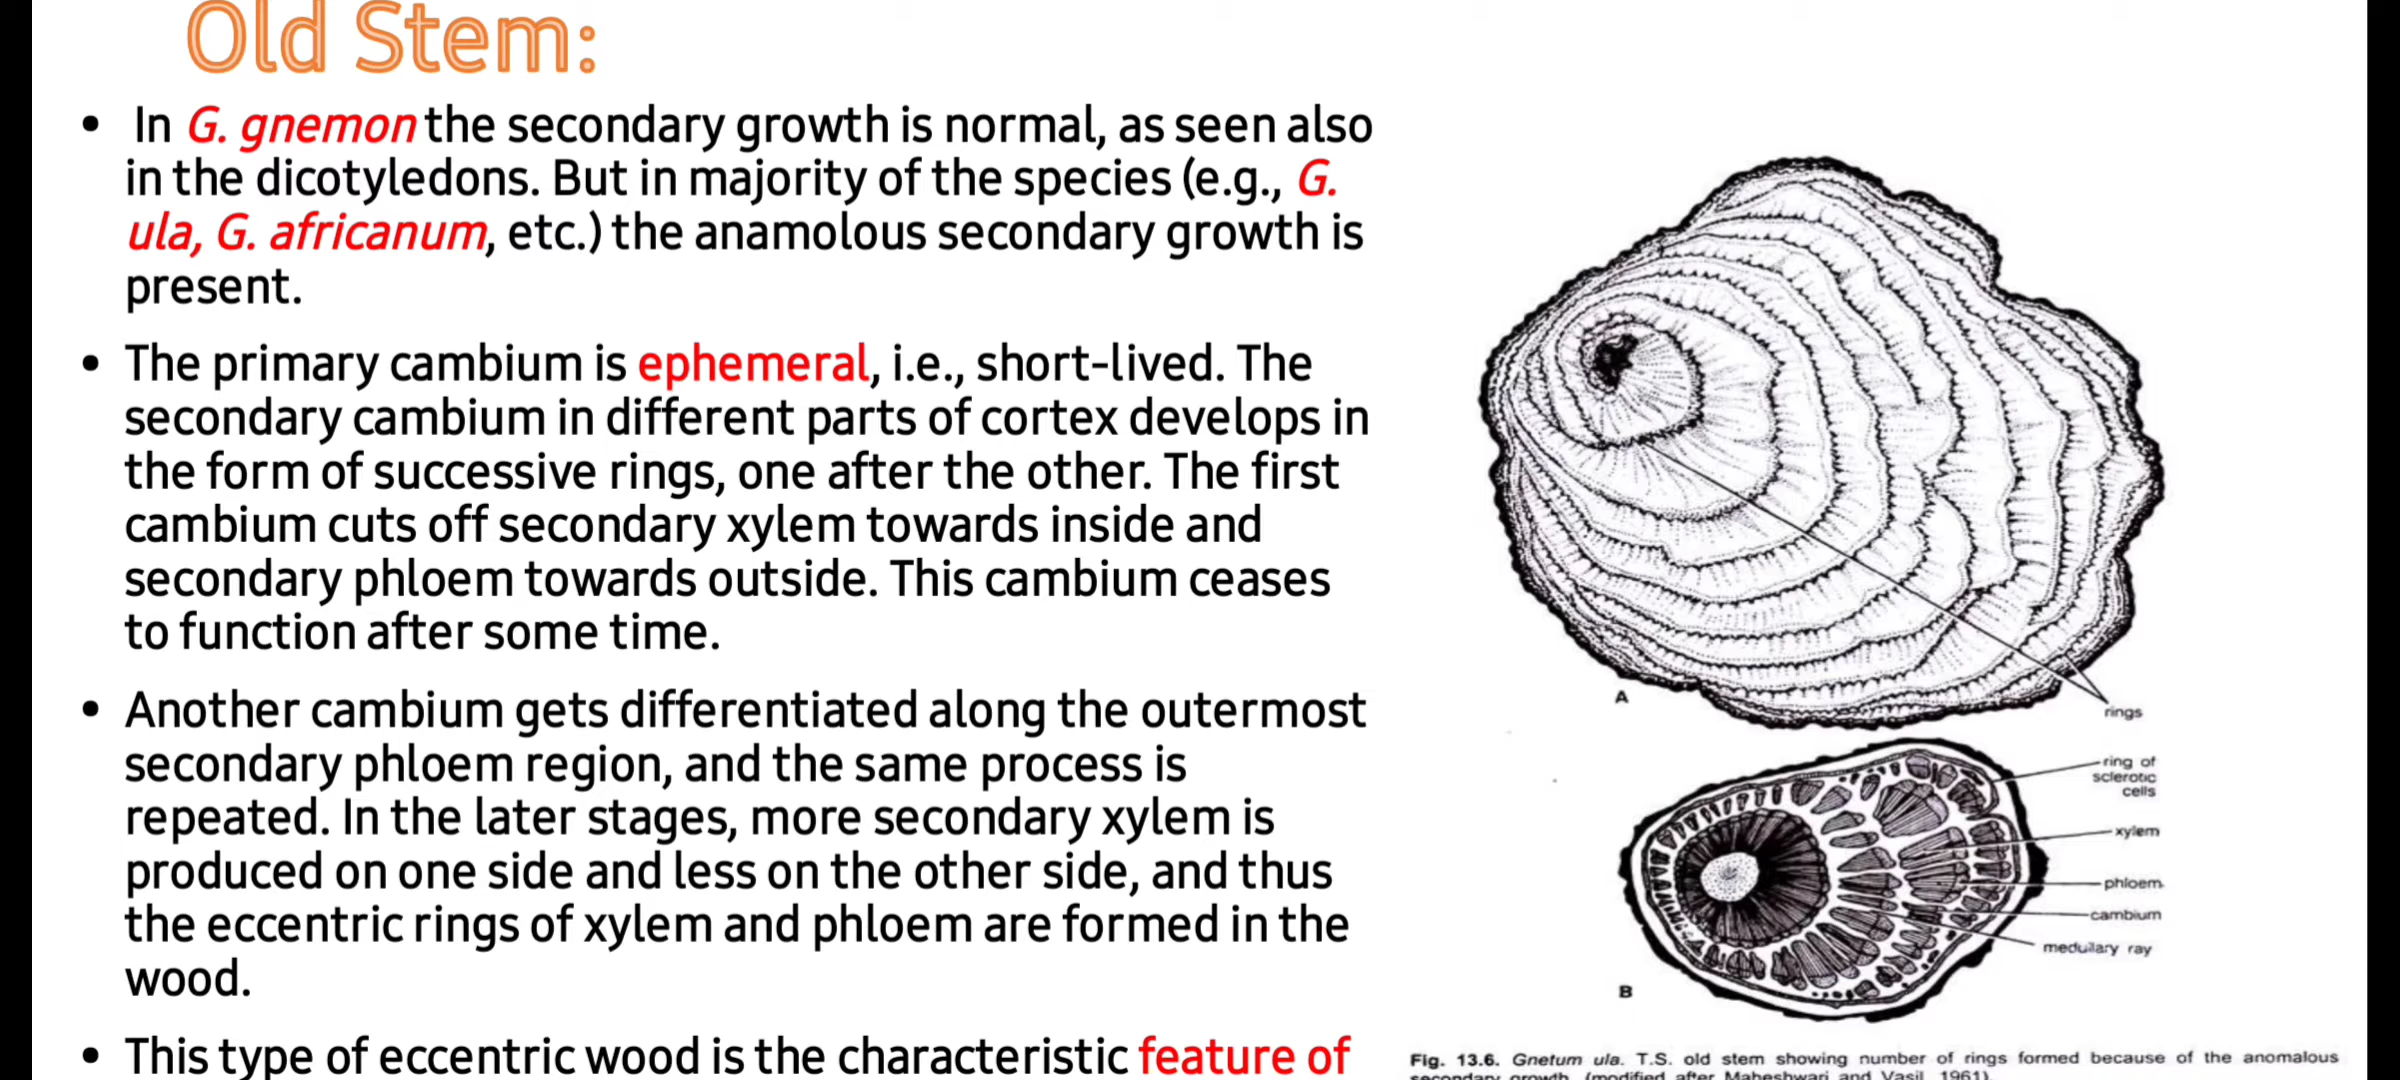 Old Stem:
• In G. gnemon the secondary growth is normal, as seen also
in the dicotyledons. But in majority of the species (e.g., G.
ula, G. africanum, etc.) the anamolous secondary growth is
present.
• The primary cambium is ephemeral, i.e., short-lived. The
secondary cambium in different parts of cortex develops in
the form of successive rings, one after the other. The first
cambium cuts off secondary xylem towards inside and
secondary phloem towards outside. This cambium ceases
to function after some time.
• Another cambium gets differentiated along the outermost
secondary phloem region, and the same process is
repeated. In the later stages, more secondary xylem is
produced on one side and less on the other side, and thus
the eccentric rings of xylem and phloem are formed in the
wood.
• This type of eccentric wood is the characteristic feature of
A
rings
ring of
sclerotic
cells
xylem
phloem
cambium
medullary ray
B
Fig. 13.6. Gnetum ula. T.S. old stem showing number of rings formed because of the anomalous
secondary growth (modified after Maheshwari and Vasil, 1961).